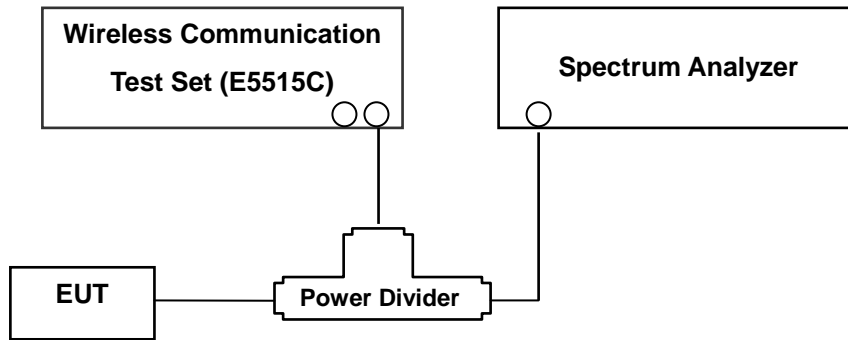 Wireless Communication
Test Set (E5515C)
Spectrum Analyzer
EUT
Power Divider